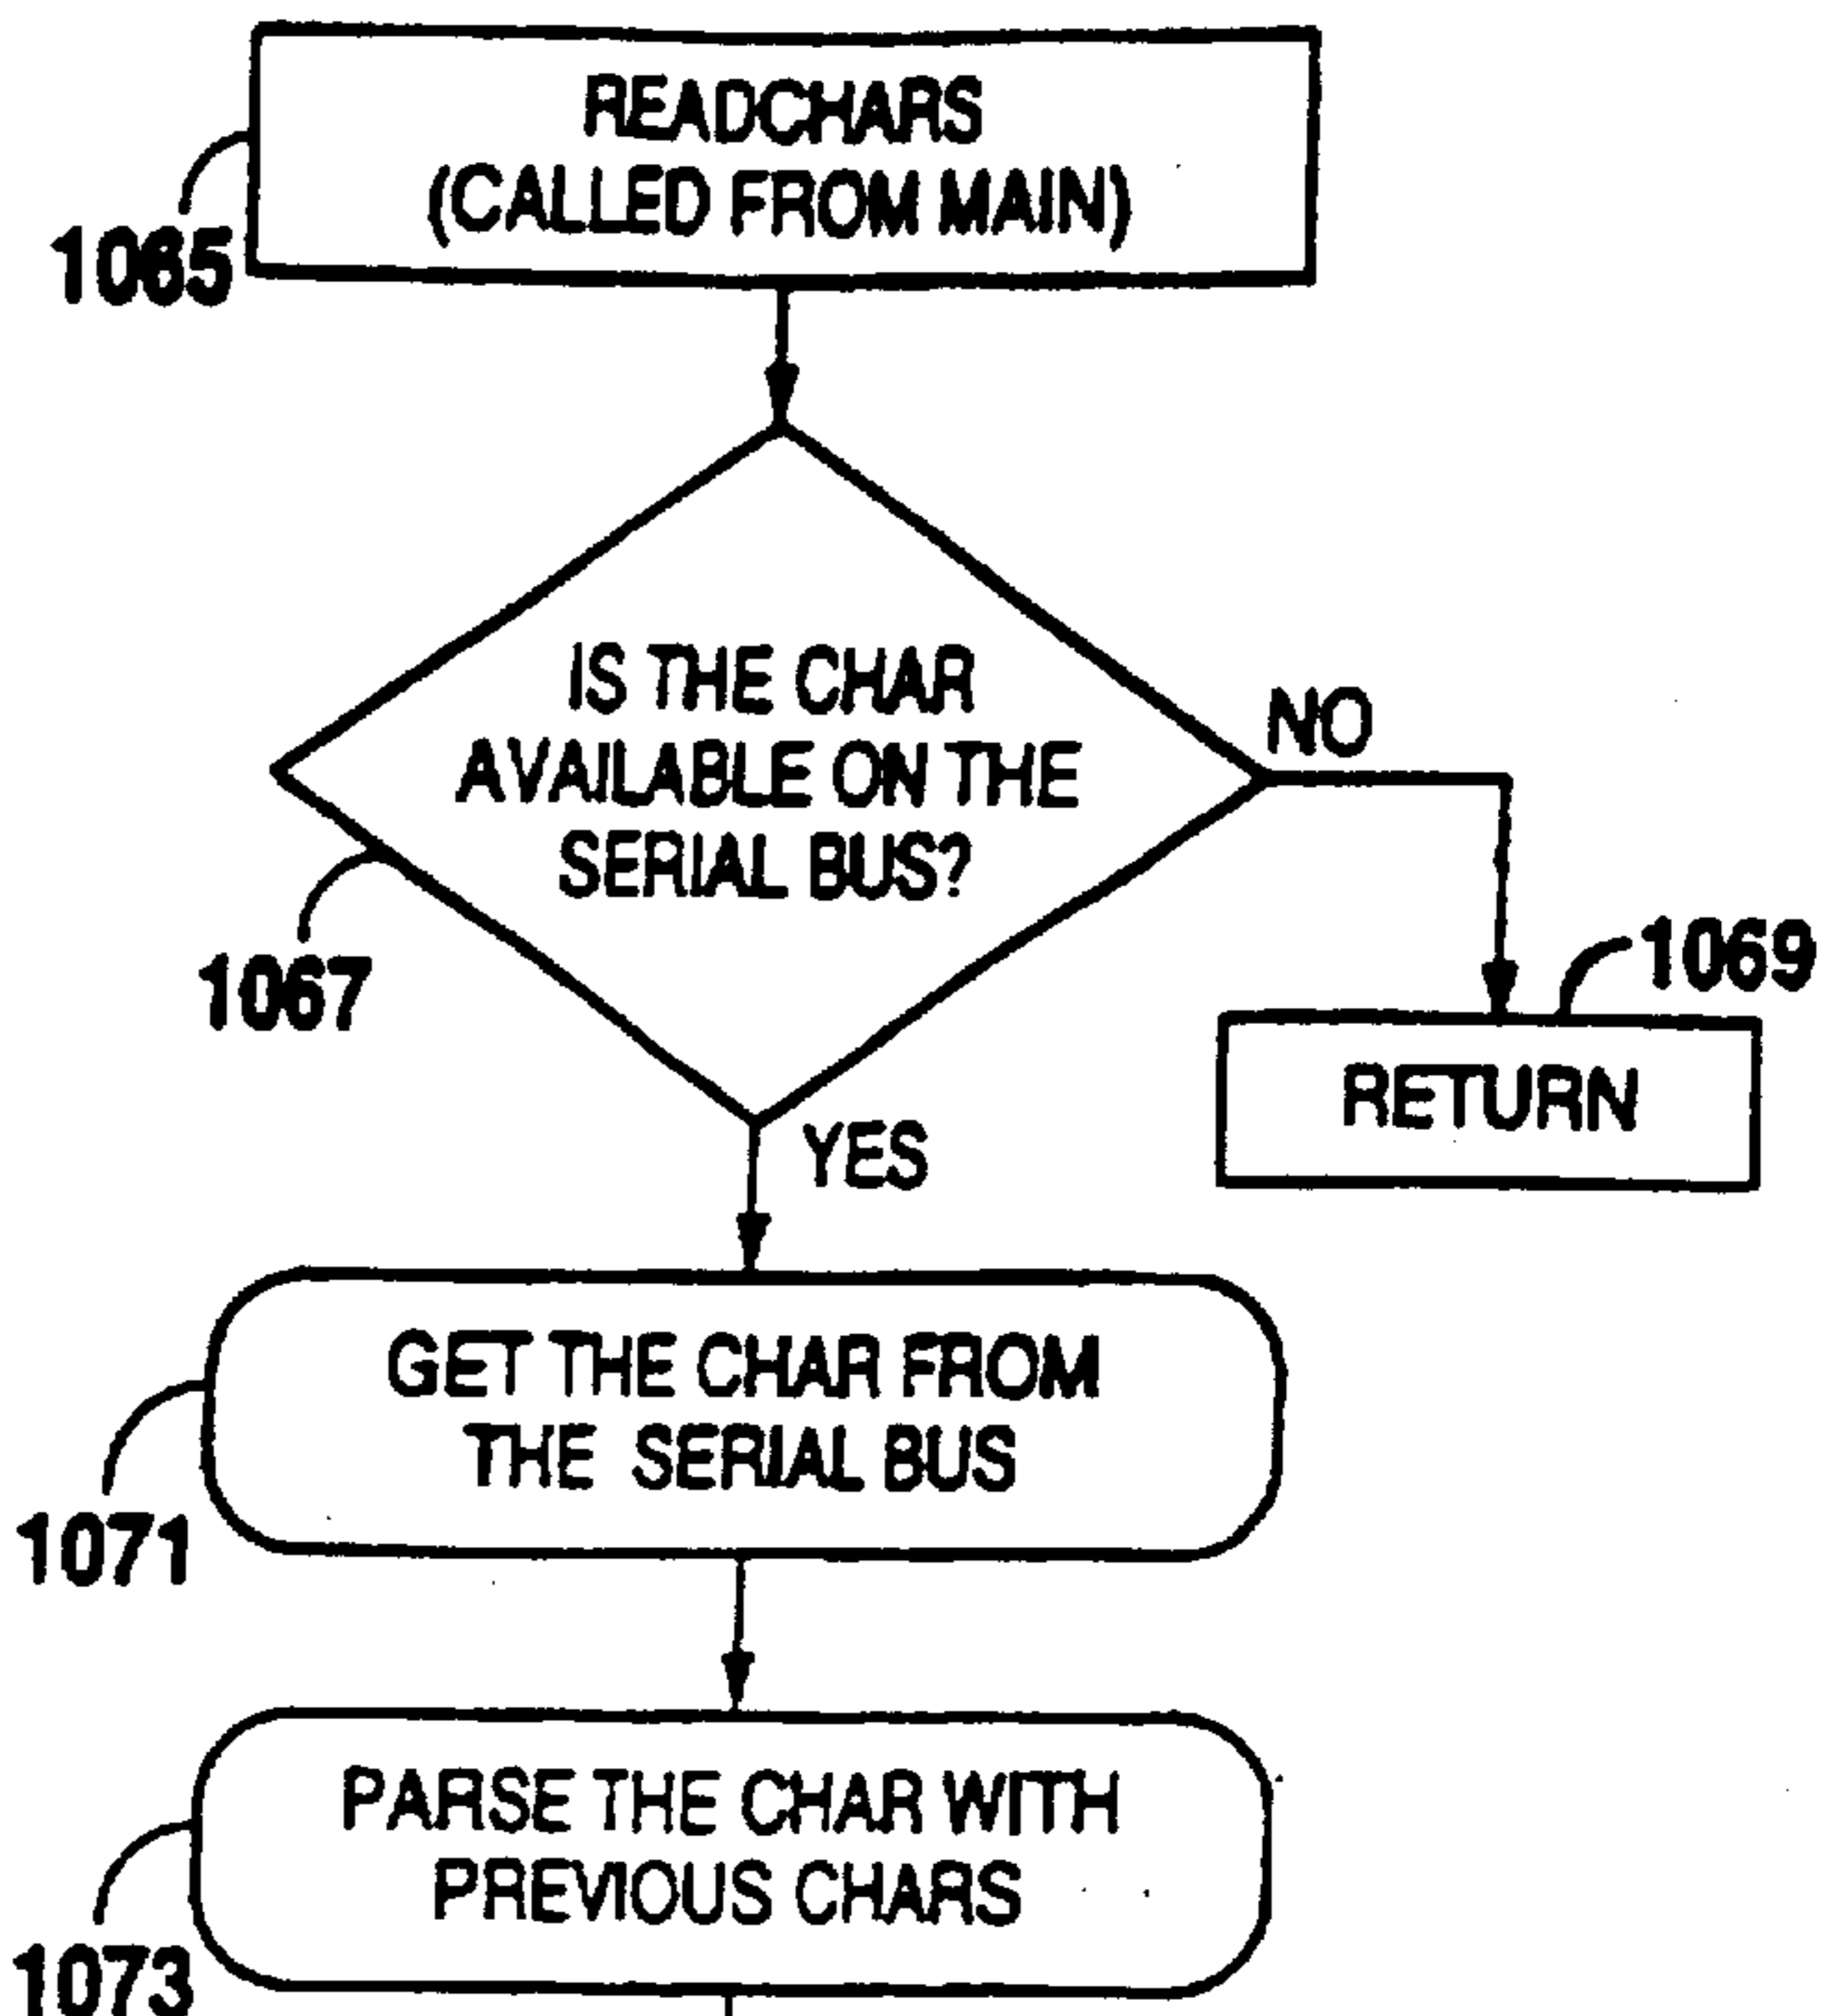 READCHARS
(CALLED FROM MAIN)
1065
IS THE CHAR
AVAILABLE ON THE
SERIAL BUS?
NO
1067
1069
RETURN
YES
GET THE CHAR FROM
THE SERIAL BUS
1071
PARSE THE CHAR WITH
PREVIOUS CHARS
1073